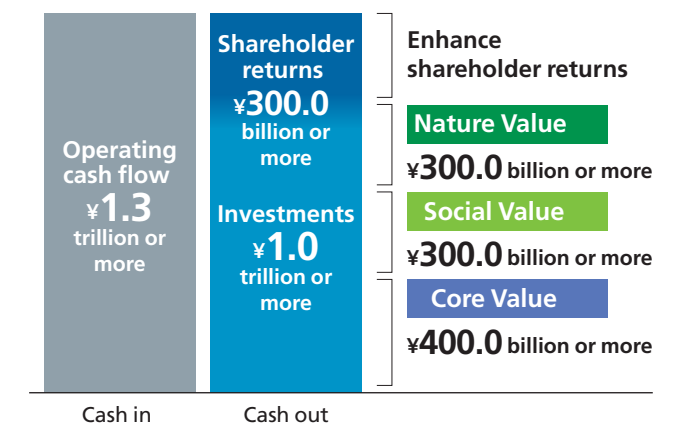 Operating
cash flow
¥1.3
trillion or
more
Shareholder
returns
¥300.0
billion or
more
Investments
¥1.0
trillion or
more
Enhance
shareholder returns
Nature Value
¥300.0 billion or more
Social Value
¥300.0 billion or more
Core Value
¥400.0 billion or more
Cash in
Cash out